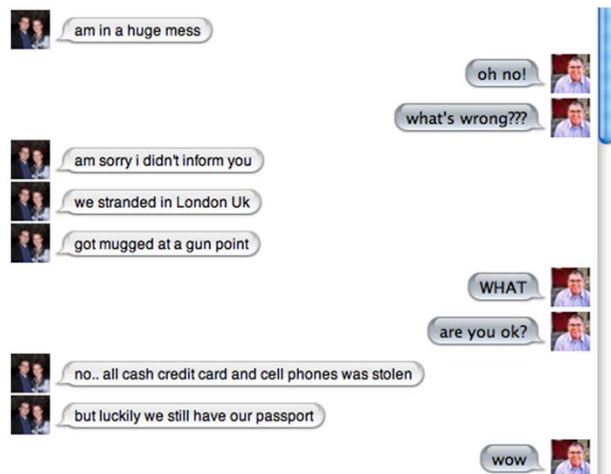 am in a huge mess
oh no!
what's wrong???
am sorry i didn't inform you
we stranded in London Uk
got mugged at a gun point
WHAT
are you ok?
no.. all cash credit card and cell phones was stolen
but luckily we still have our passport
wow